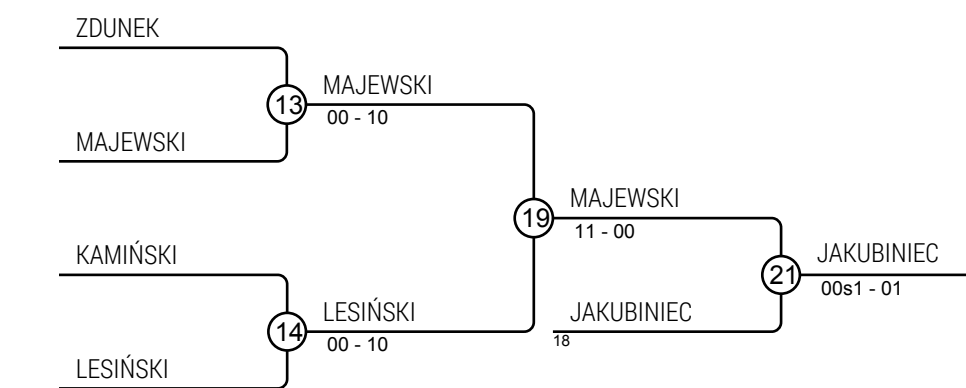 ZDUNEK
13
MAJEWSKI
00 - 10
MAJEWSKI
19
MAJEWSKI
11 - 00
KAMIŃSKI
21
JAKUBINIEC
00s1 - 01
14
LESIŃSKI
00 - 10
JAKUBINIEC
18
LESIŃSKI